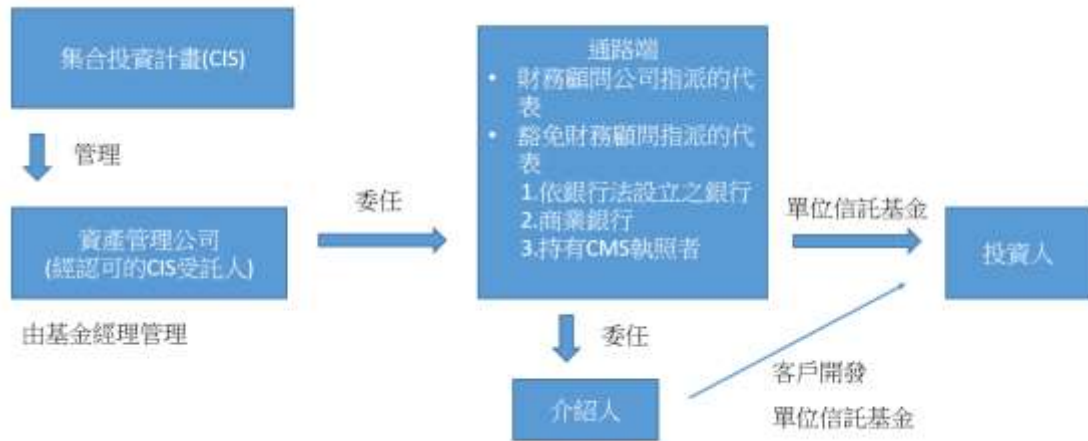 集合投資計畫(CIS)
管理
資產管理公司
(經認可的CIS受託人)
由基金經理管理
委任
通路端
• 財務顧問公司指派的代
表
• 豁免財務顧問指派的代
表
1.依銀行法設立之銀行
2.商業銀行
3.持有CMS執照者
單位信託基金
投資人
委任
介紹人
客戶開發
單位信託基金